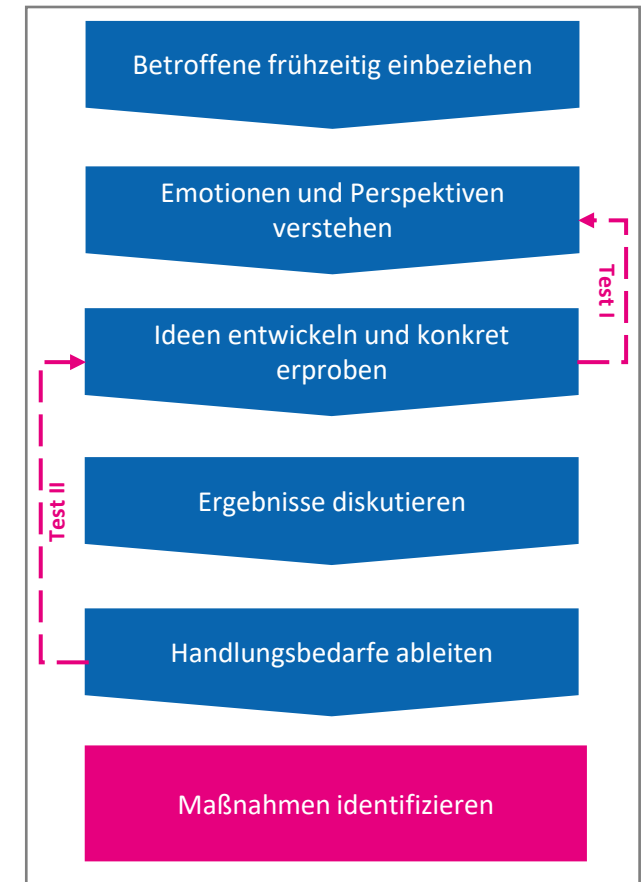 Betroffene frühzeitig einbeziehen
Emotionen und Perspektiven
verstehen
Test I
Ideen entwickeln und konkret
erproben
Ergebnisse diskutieren
Test II
Handlungsbedarfe ableiten
Maßnahmen identifizieren